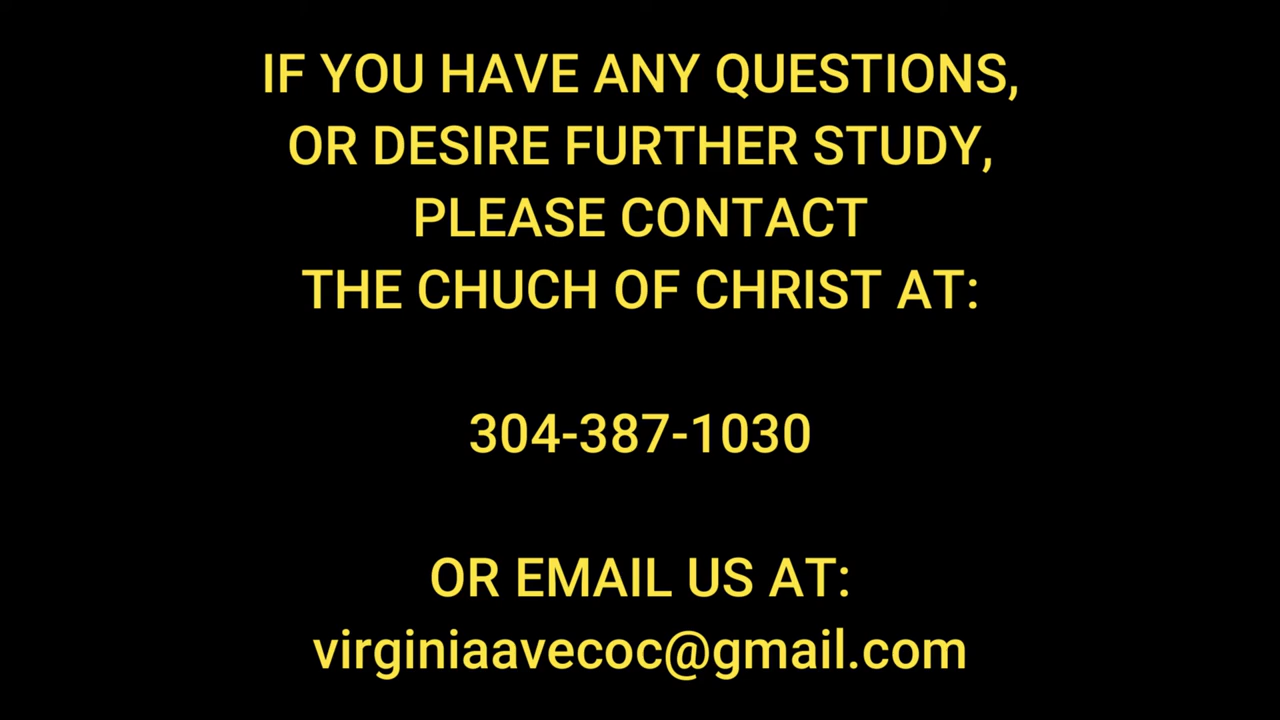 IF YOU HAVE ANY QUESTIONS,
OR DESIRE FURTHER STUDY,
PLEASE CONTACT
THE CHUCH OF CHRIST AT:
304-387-1030
OR EMAIL US AT:
virginiaavecoc@gmail.com